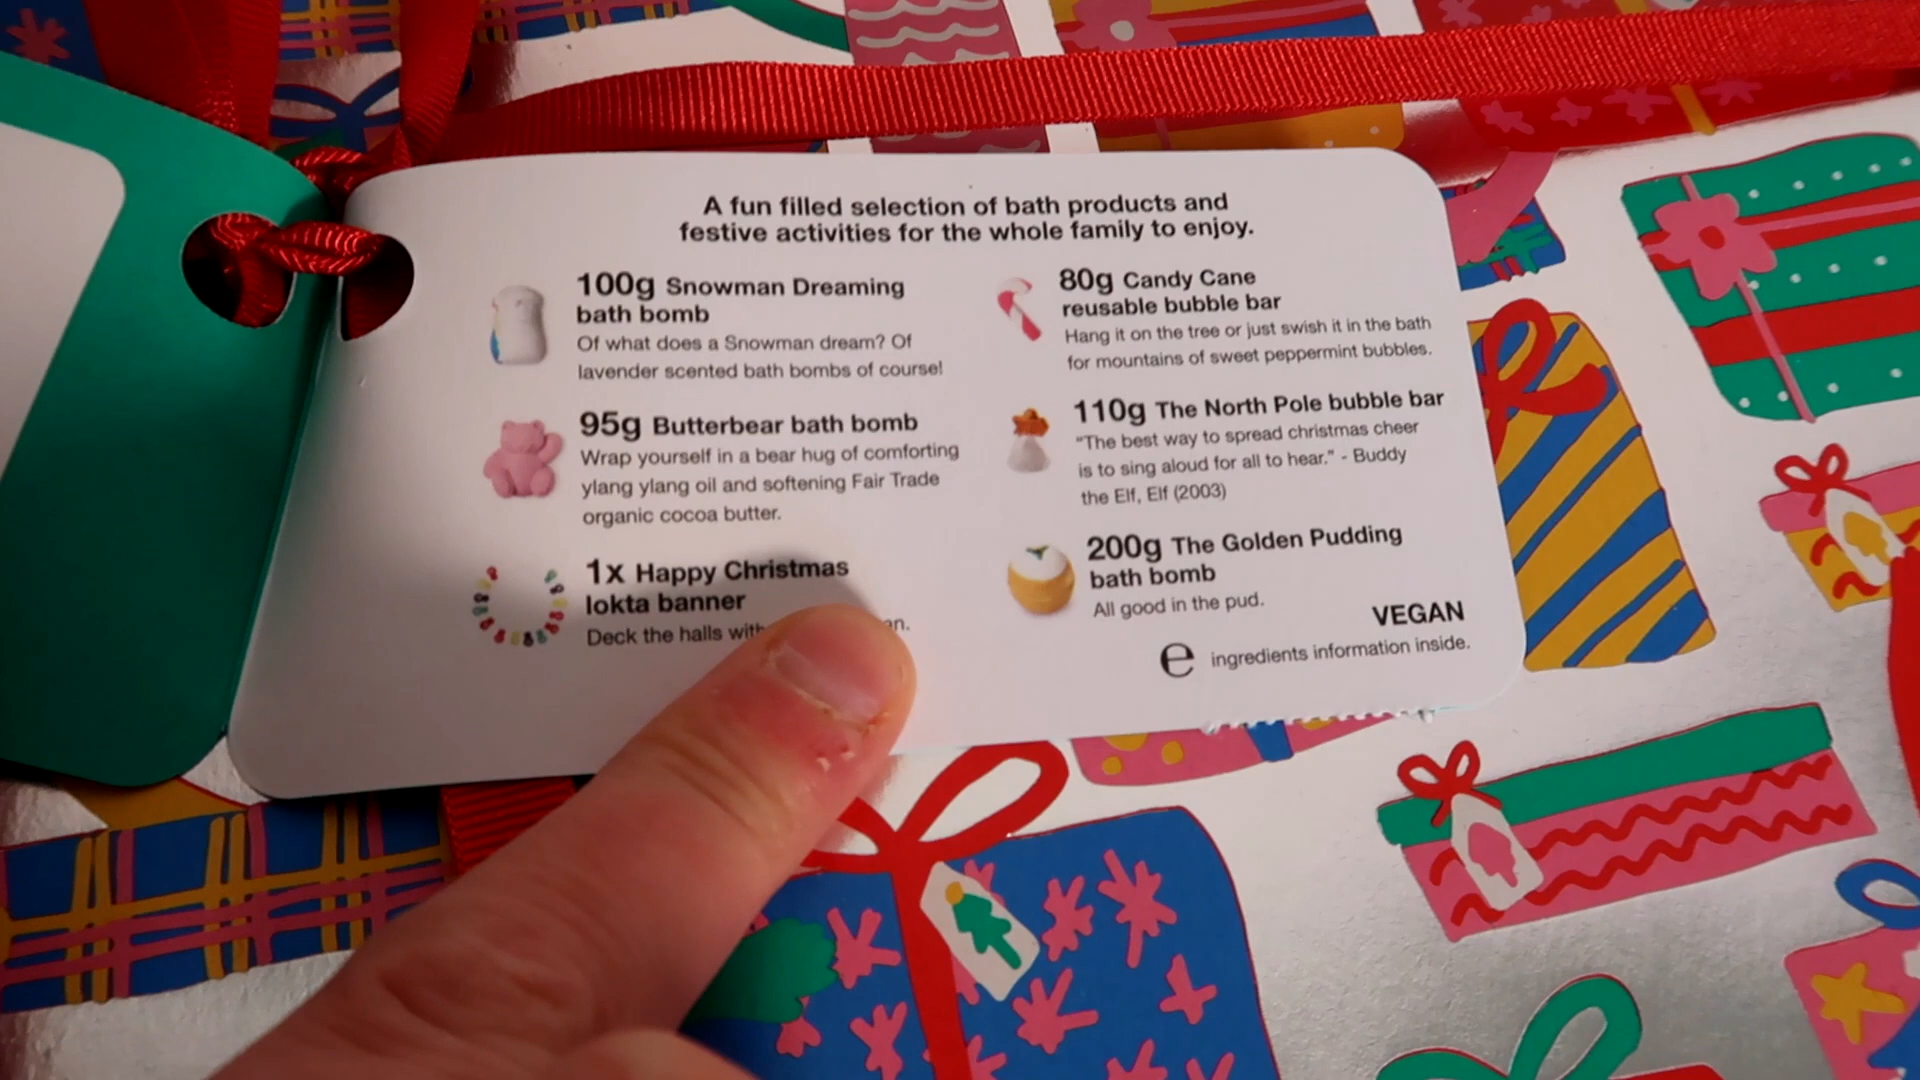 A fun filled selection of bath products and
festive activities for the whole family to enjoy.
100g Snowman Dreaming
bath bomb
Of what does a Snowman dream? Of
lavender scented bath bombs of course!
95g Butterbear bath bomb
Wrap yourself in a bear hug of comforting
ylang ylang oil and softening Fair Trade
organic cocoa butter.
1x Happy Christmas
lokta banner
Deck the halls with
80g Candy Cane
reusable bubble bar
Hang it on the tree or just swish it in the bath
for mountains of sweet peppermint bubbles.
110g The North Pole bubble bar
"The best way to spread christmas cheer
is to sing aloud for all to hear." - Buddy
the Elf, Elf (2003)
200g The Golden Pudding
bath bomb
All good in the pud.
VEGAN
e ingredients information inside.